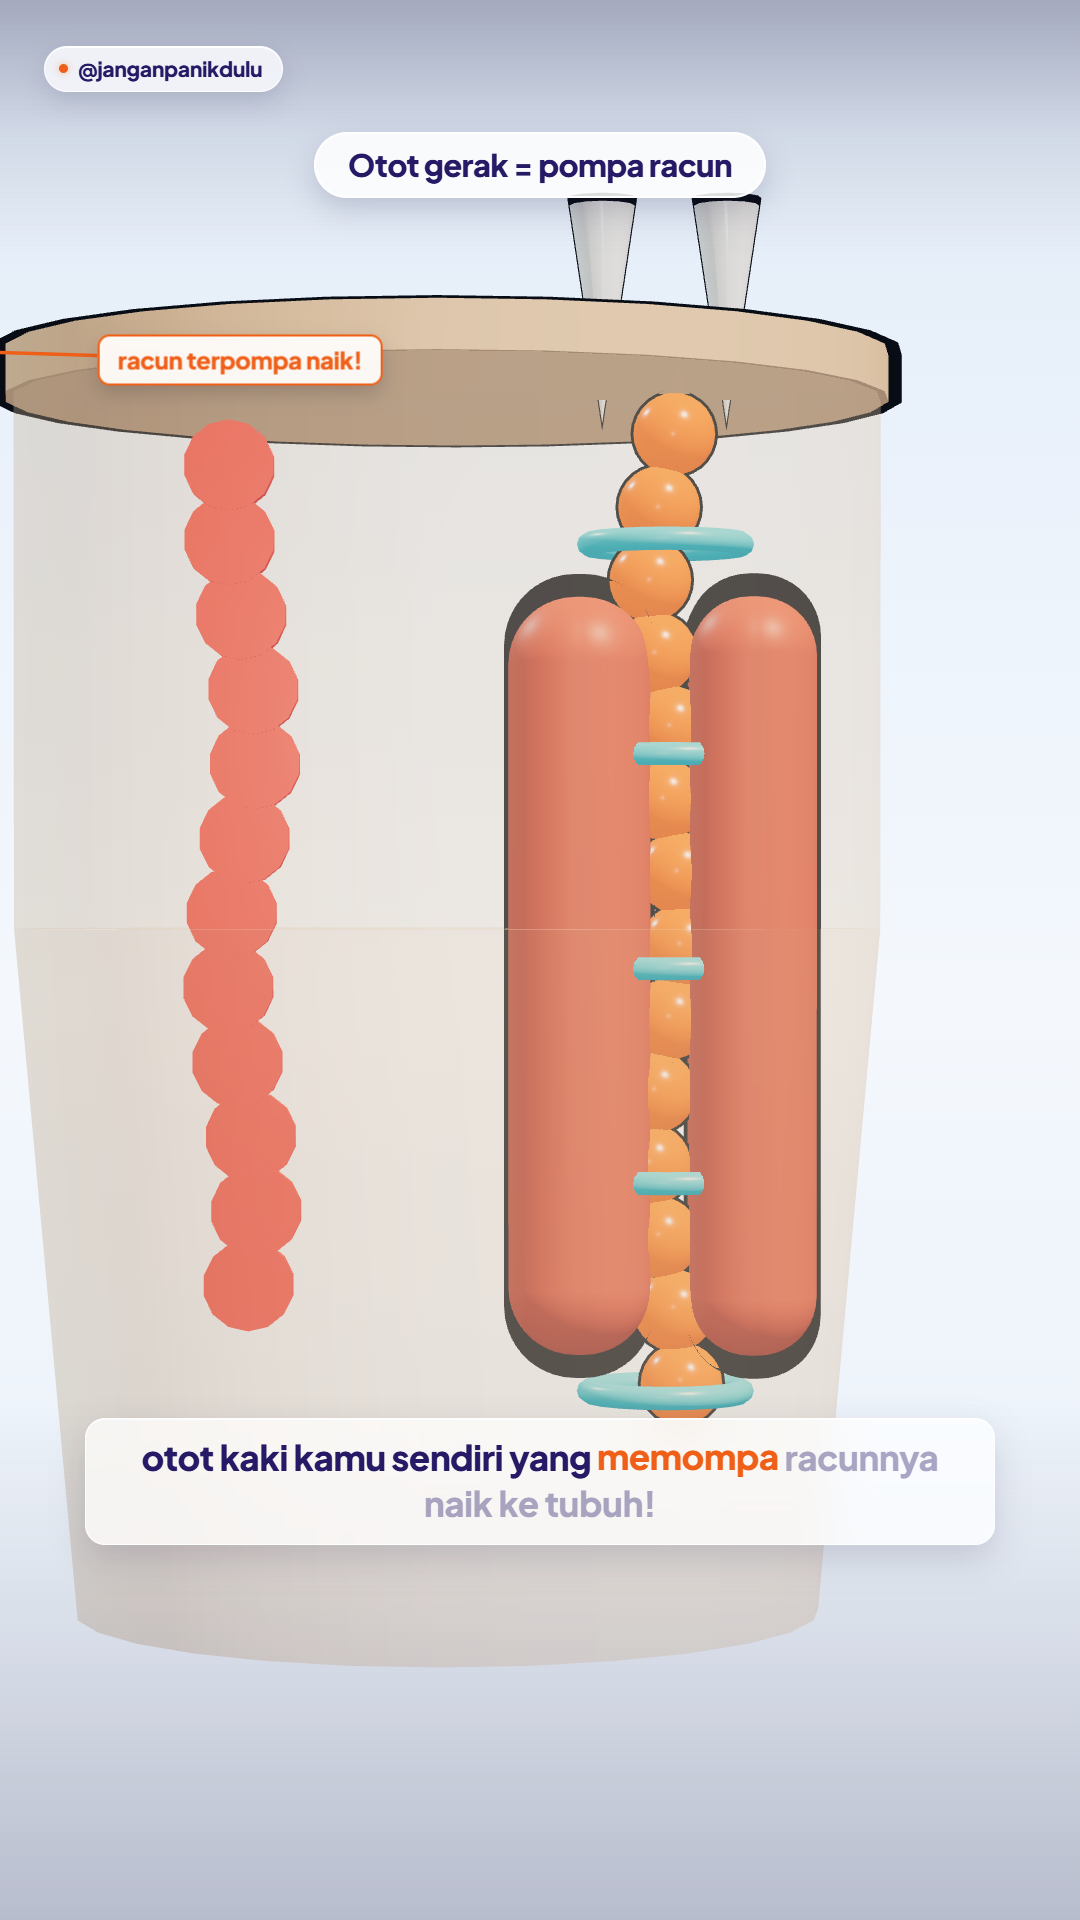 @janganpanikdulu
Otot gerak = pompa racun
racun terpompa naik!
otot kaki kamu sendiri yang memompa racunnya
naik ke tubuh!